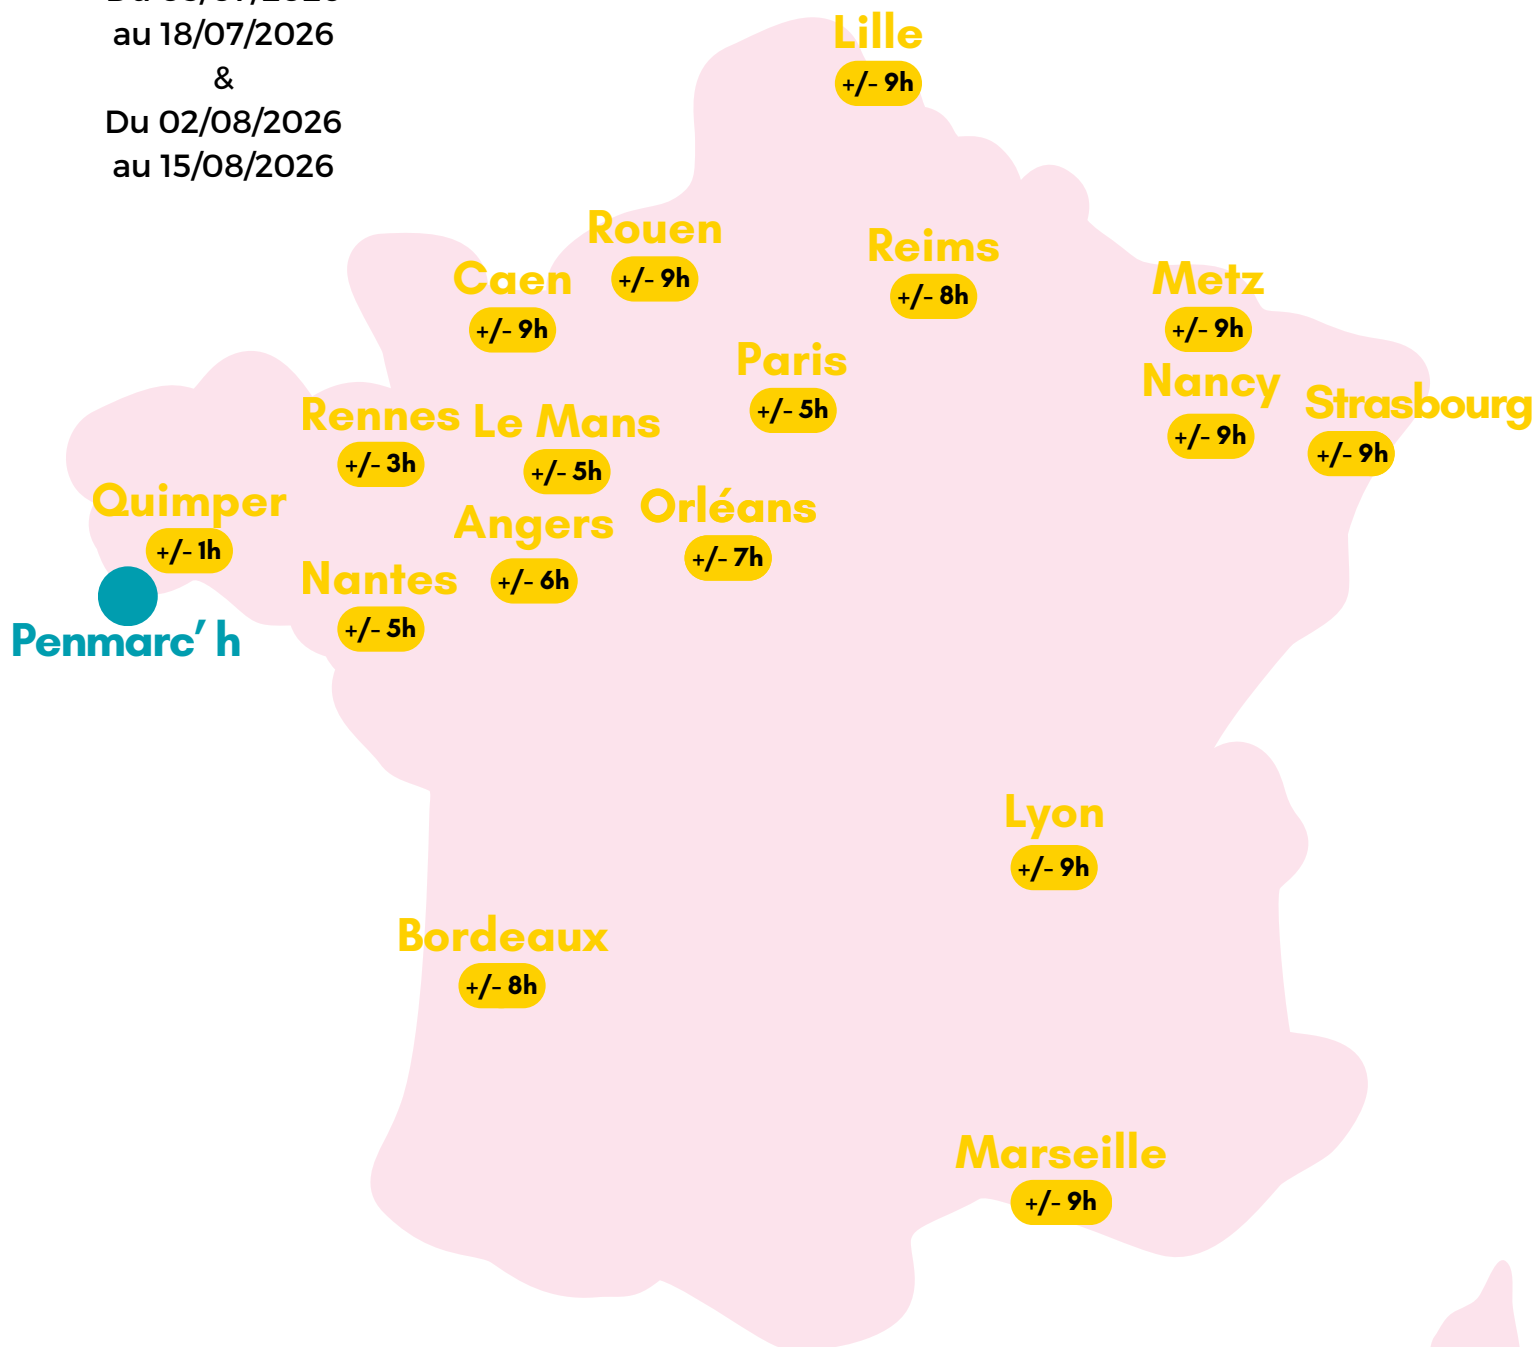 au 18/07/2026
&
Du 02/08/2026
au 15/08/2026
Lille
+/- 9h
Rouen
+/- 9h
Reims
+/- 8h
Caen
+/- 9h
Metz
+/- 9h
Paris
+/- 5h
Nancy
+/- 9h
Strasbourg
+/- 9h
Rennes
+/- 3h
Le Mans
+/- 5h
Quimper
+/- 1h
Angers
+/- 6h
Orléans
+/- 7h
Nantes
+/- 5h
Penmarc' h
Lyon
+/- 9h
Bordeaux
+/- 8h
Marseille
+/- 9h